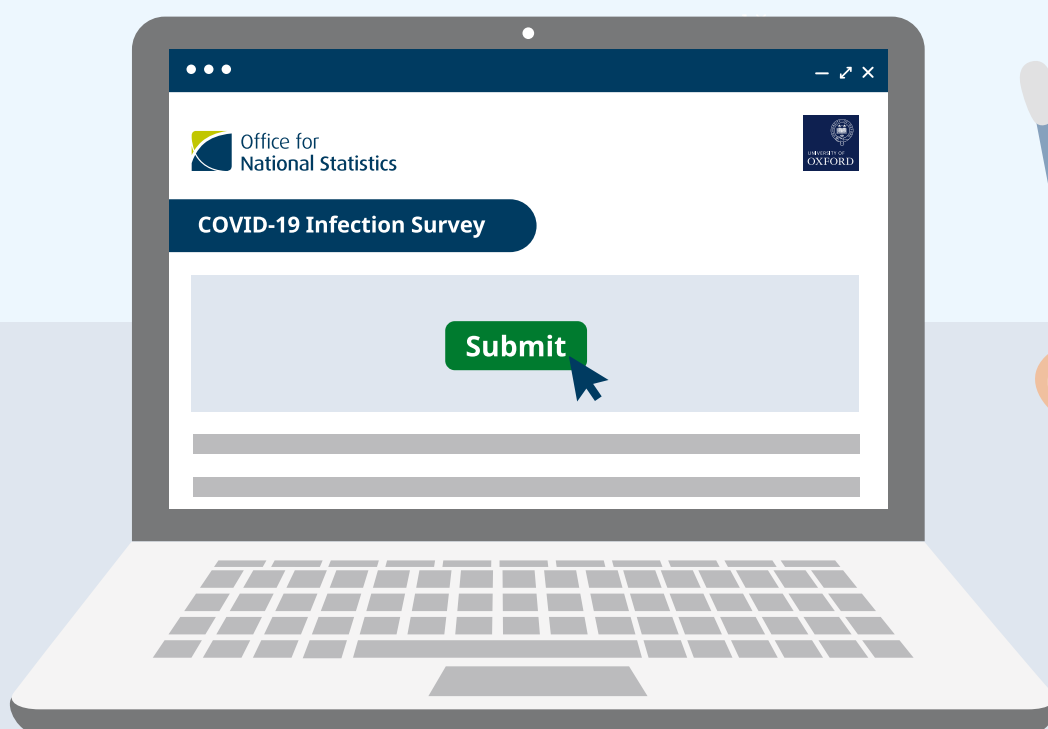 Office for
National Statistics
UNIVERSITY OF
OXFORD
COVID-19 Infection Survey
Submit